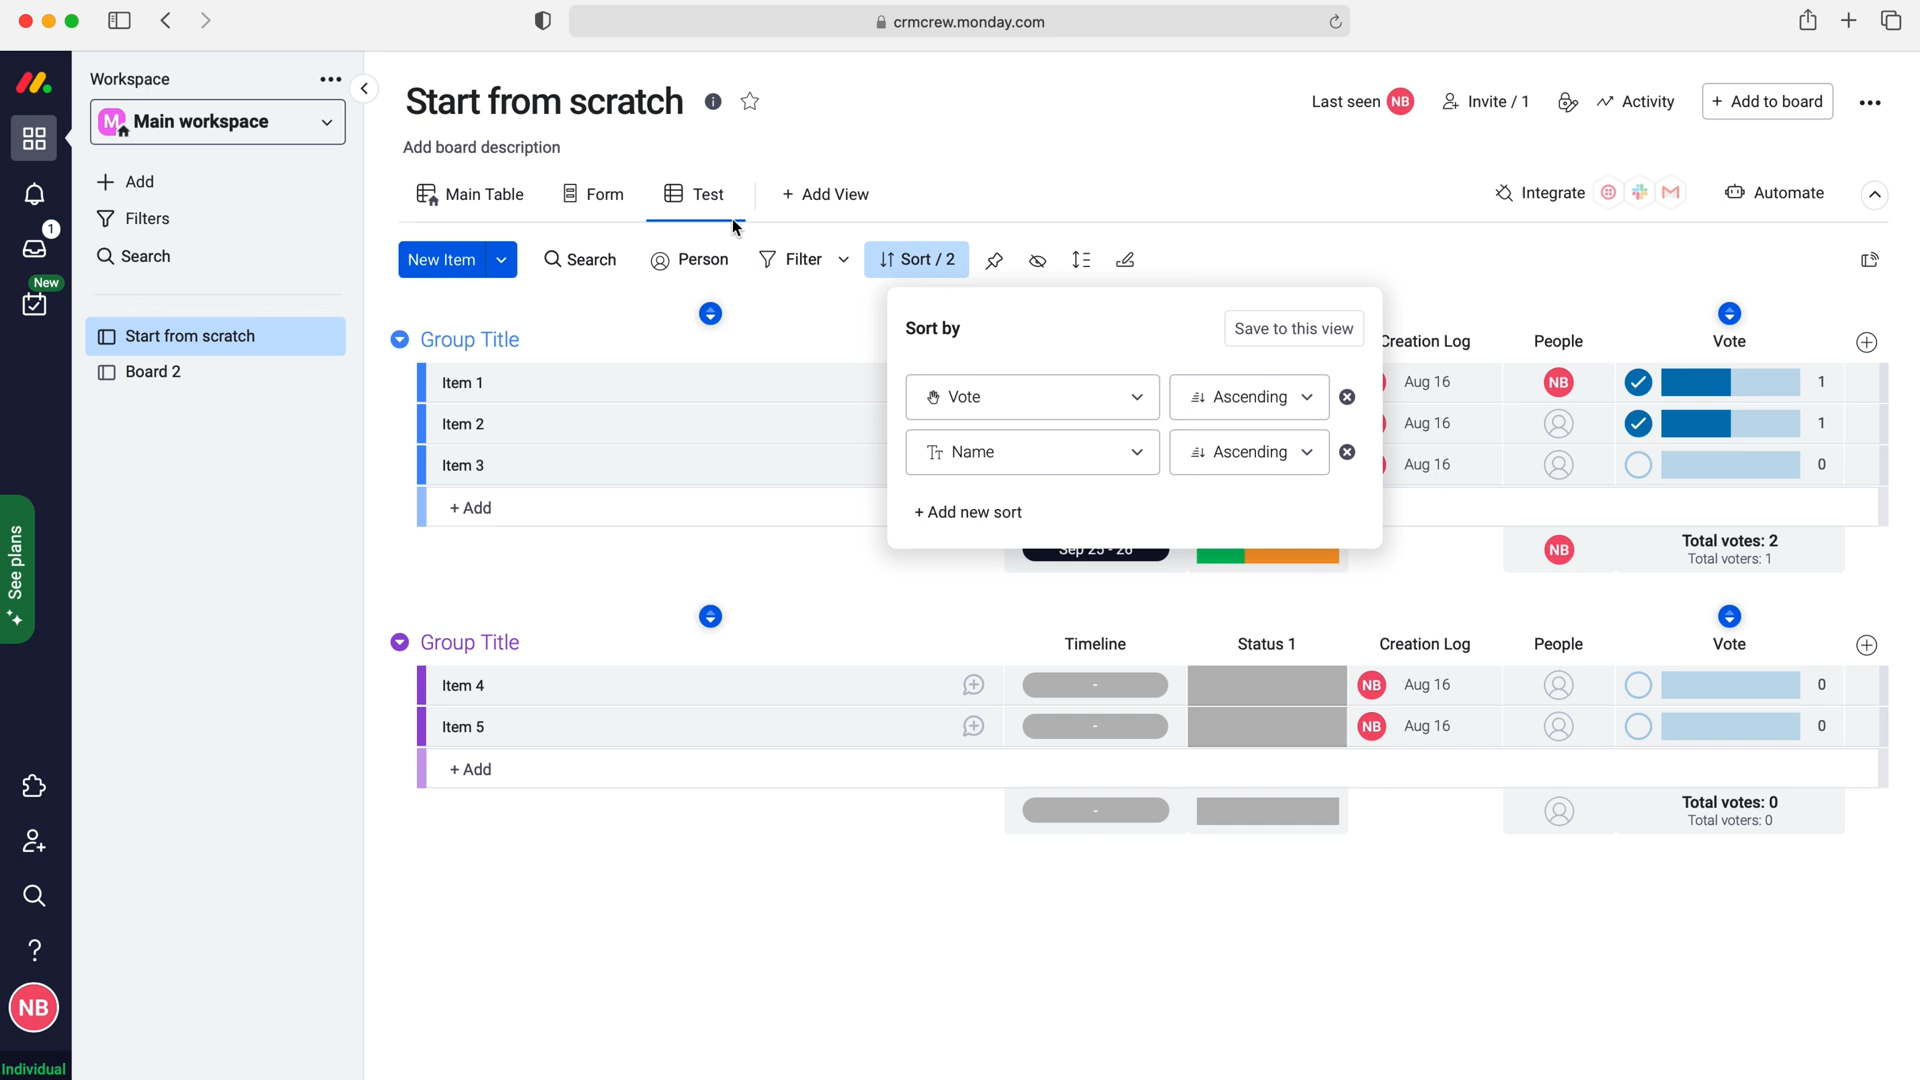 crmcrew.monday.com
Workspace
M Main workspace
Add
Filters
Search
Start from scratch
Board 2
1
New
See plans
?
NB
Individual
Start from scratch
Last seen NB Invite / 1 Activity + Add to board
Add board description
Main Table Form Test + Add View Integrate Automate
New Item Search Person Filter Sort / 2
Sort by Save to this view
Vote Ascending
Name Ascending
+ Add new sort
Group Title Creation Log People Vote
Item 1 Aug 16 NB 1
Item 2 Aug 16 1
Item 3 Aug 16 0
+ Add
Sep 25 - 26 NB Total votes: 2
Total voters: 1
Group Title Timeline Status 1 Creation Log People Vote
Item 4 - NB Aug 16 0
Item 5 - NB Aug 16 0
+ Add
- Total votes: 0
Total voters: 0